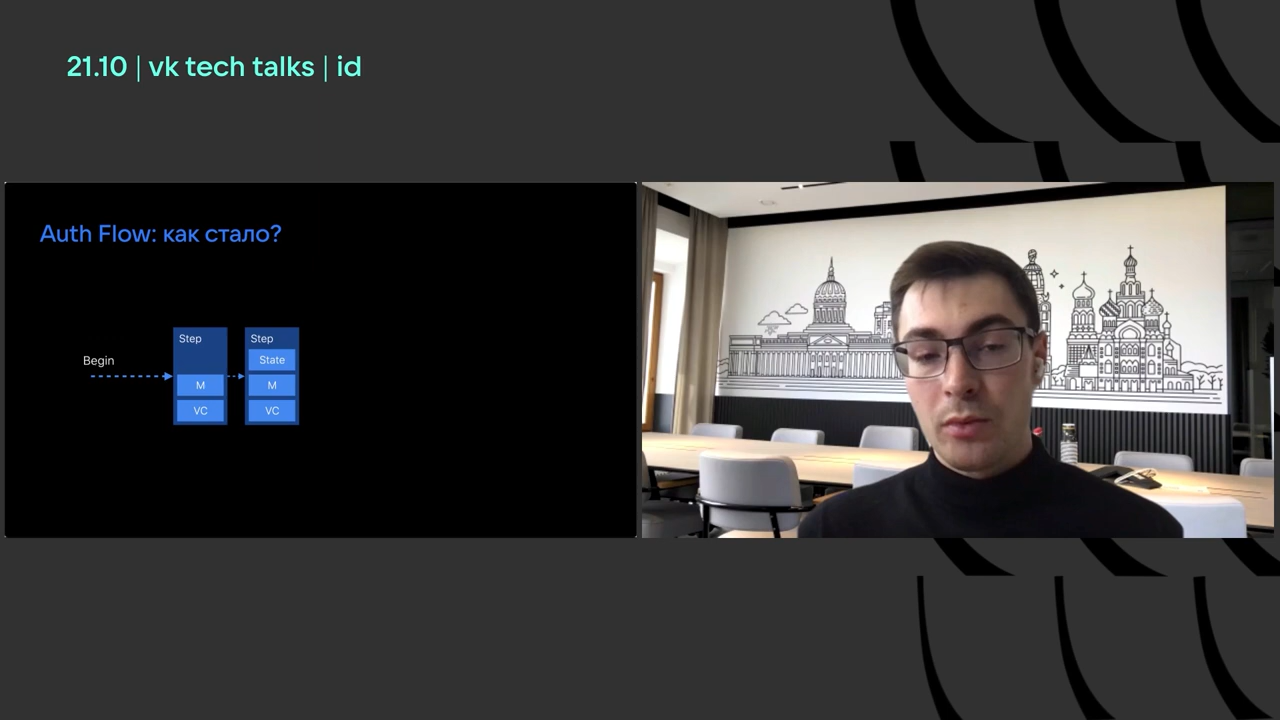 21.10 | vk tech talks | id
Auth Flow: как стало?
Begin
Step
M
VC
Step
State
M
VC